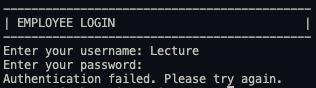 --------------------------------------------
| EMPLOYEE LOGIN                           |
--------------------------------------------
Enter your username: Lecture
Enter your password:
Authentication failed. Please try again.